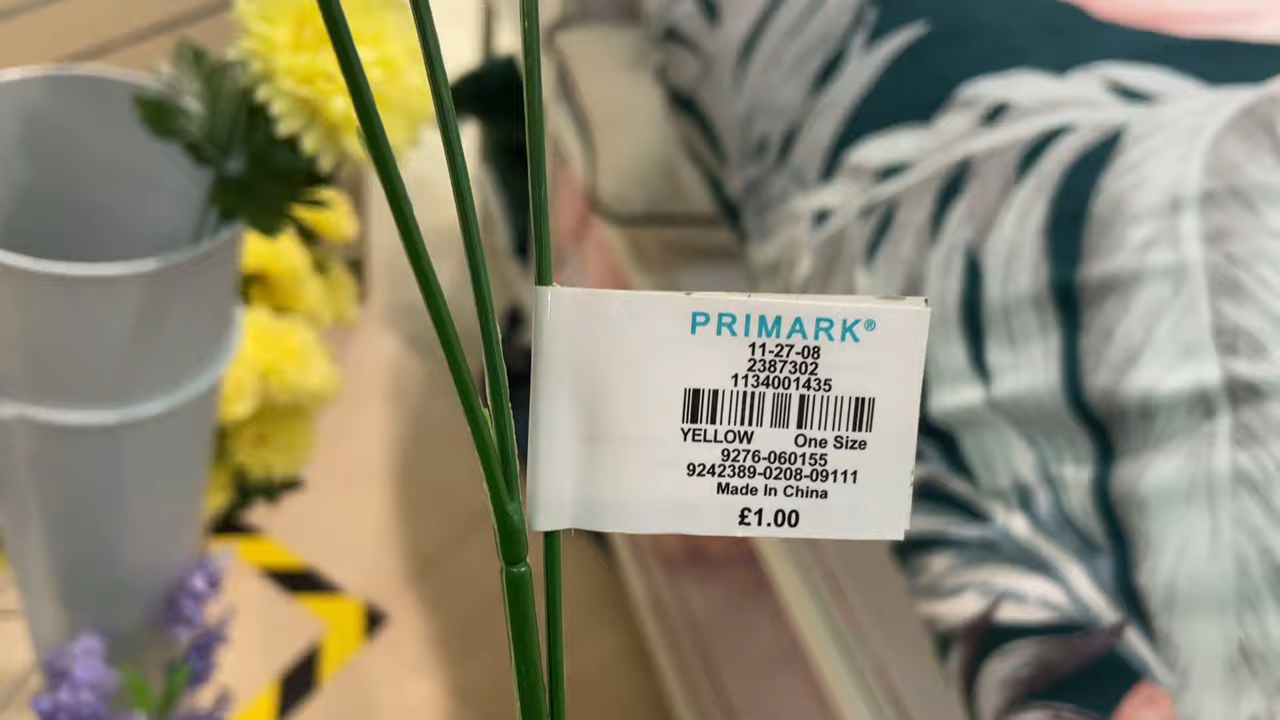 PRIMARK®
11-27-08
2387302
1134001435
YELLOW One Size
9276-060155
9242389-0208-09111
Made In China
£1.00